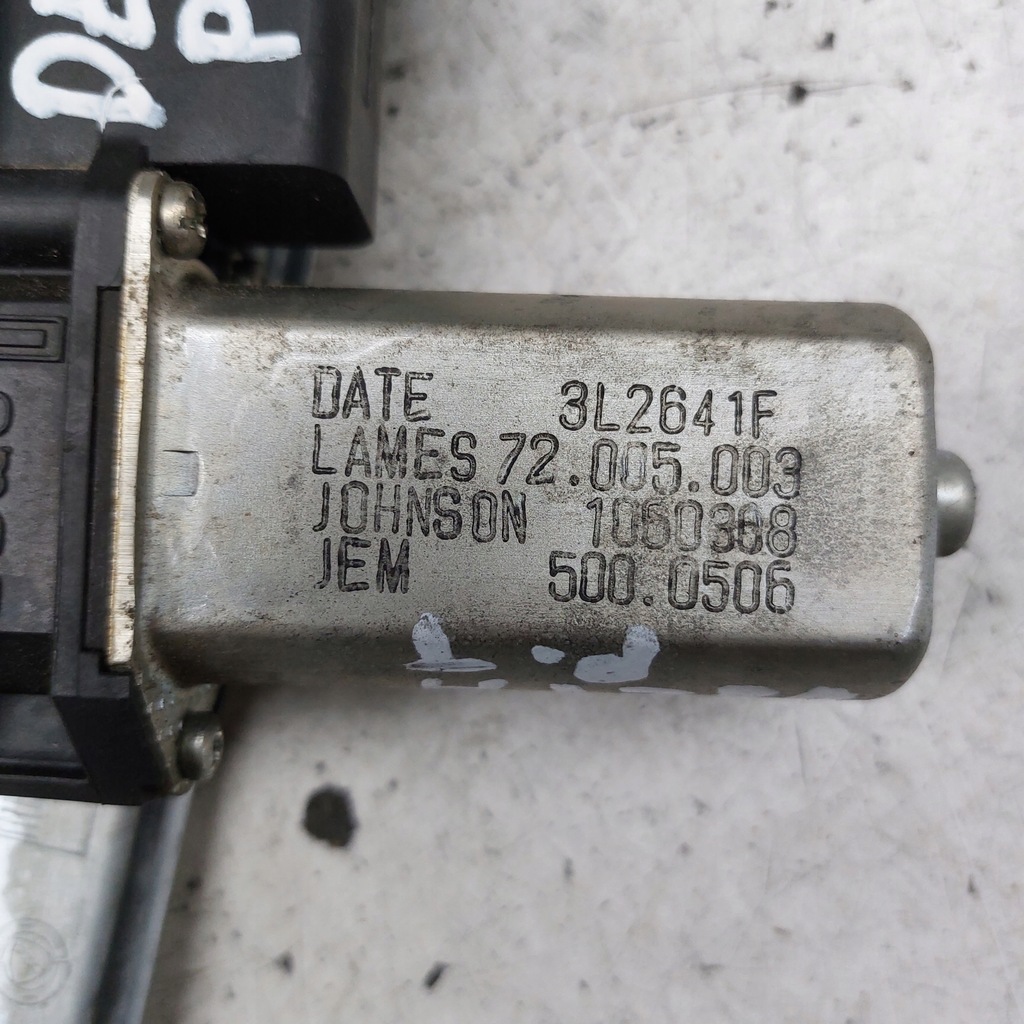 P
DATE 3L2641F
LAMES 72.005.003
JOHNSON 1060308
JEM 500.0506